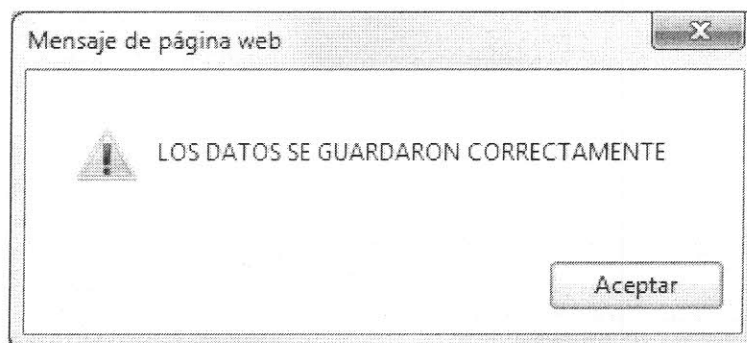 Mensaje de página web
LOS DATOS SE GUARDARON CORRECTAMENTE
Aceptar